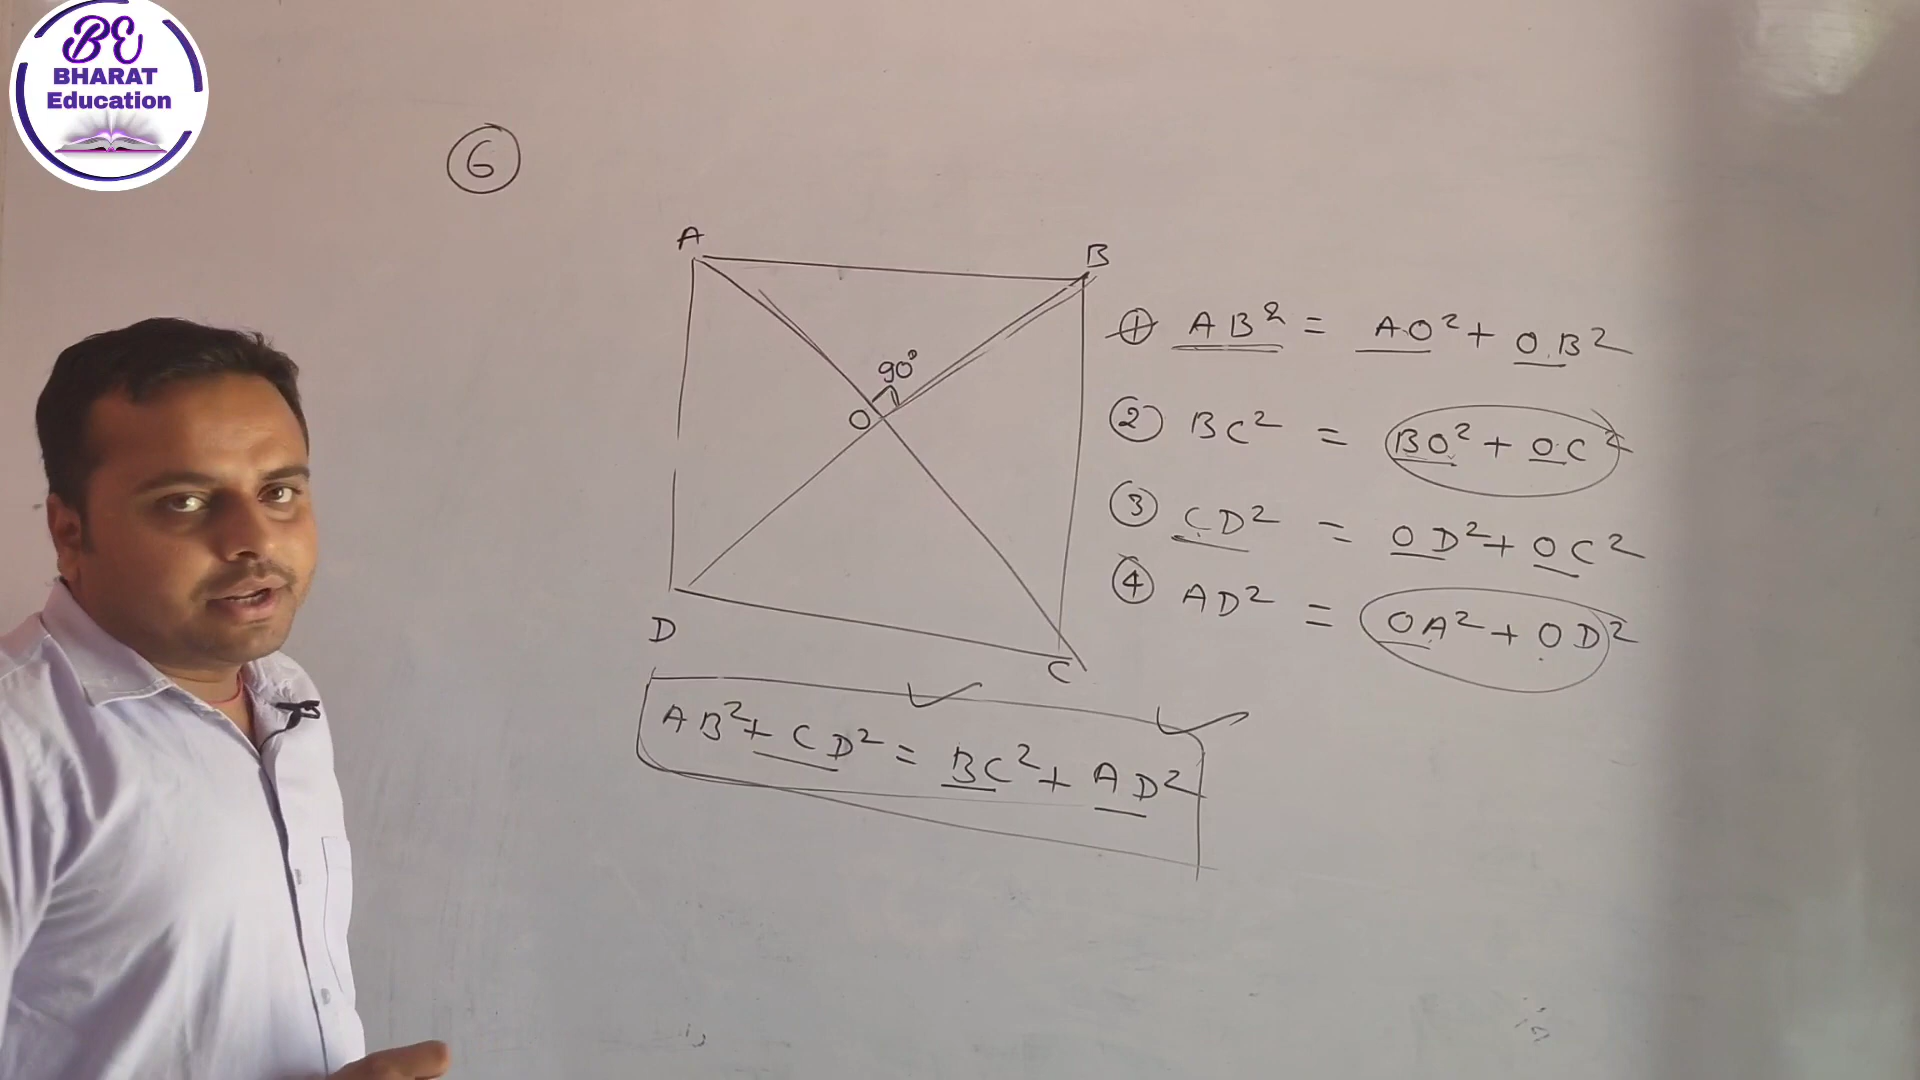 BE
BHARAT
Education
6
A
B
90°
O
D
C
① AB² = AO² + OB²
② BC² = BO² + OC²
③ CD² = OD² + OC²
④ AD² = OA² + OD²
AB² + CD² = BC² + AD²